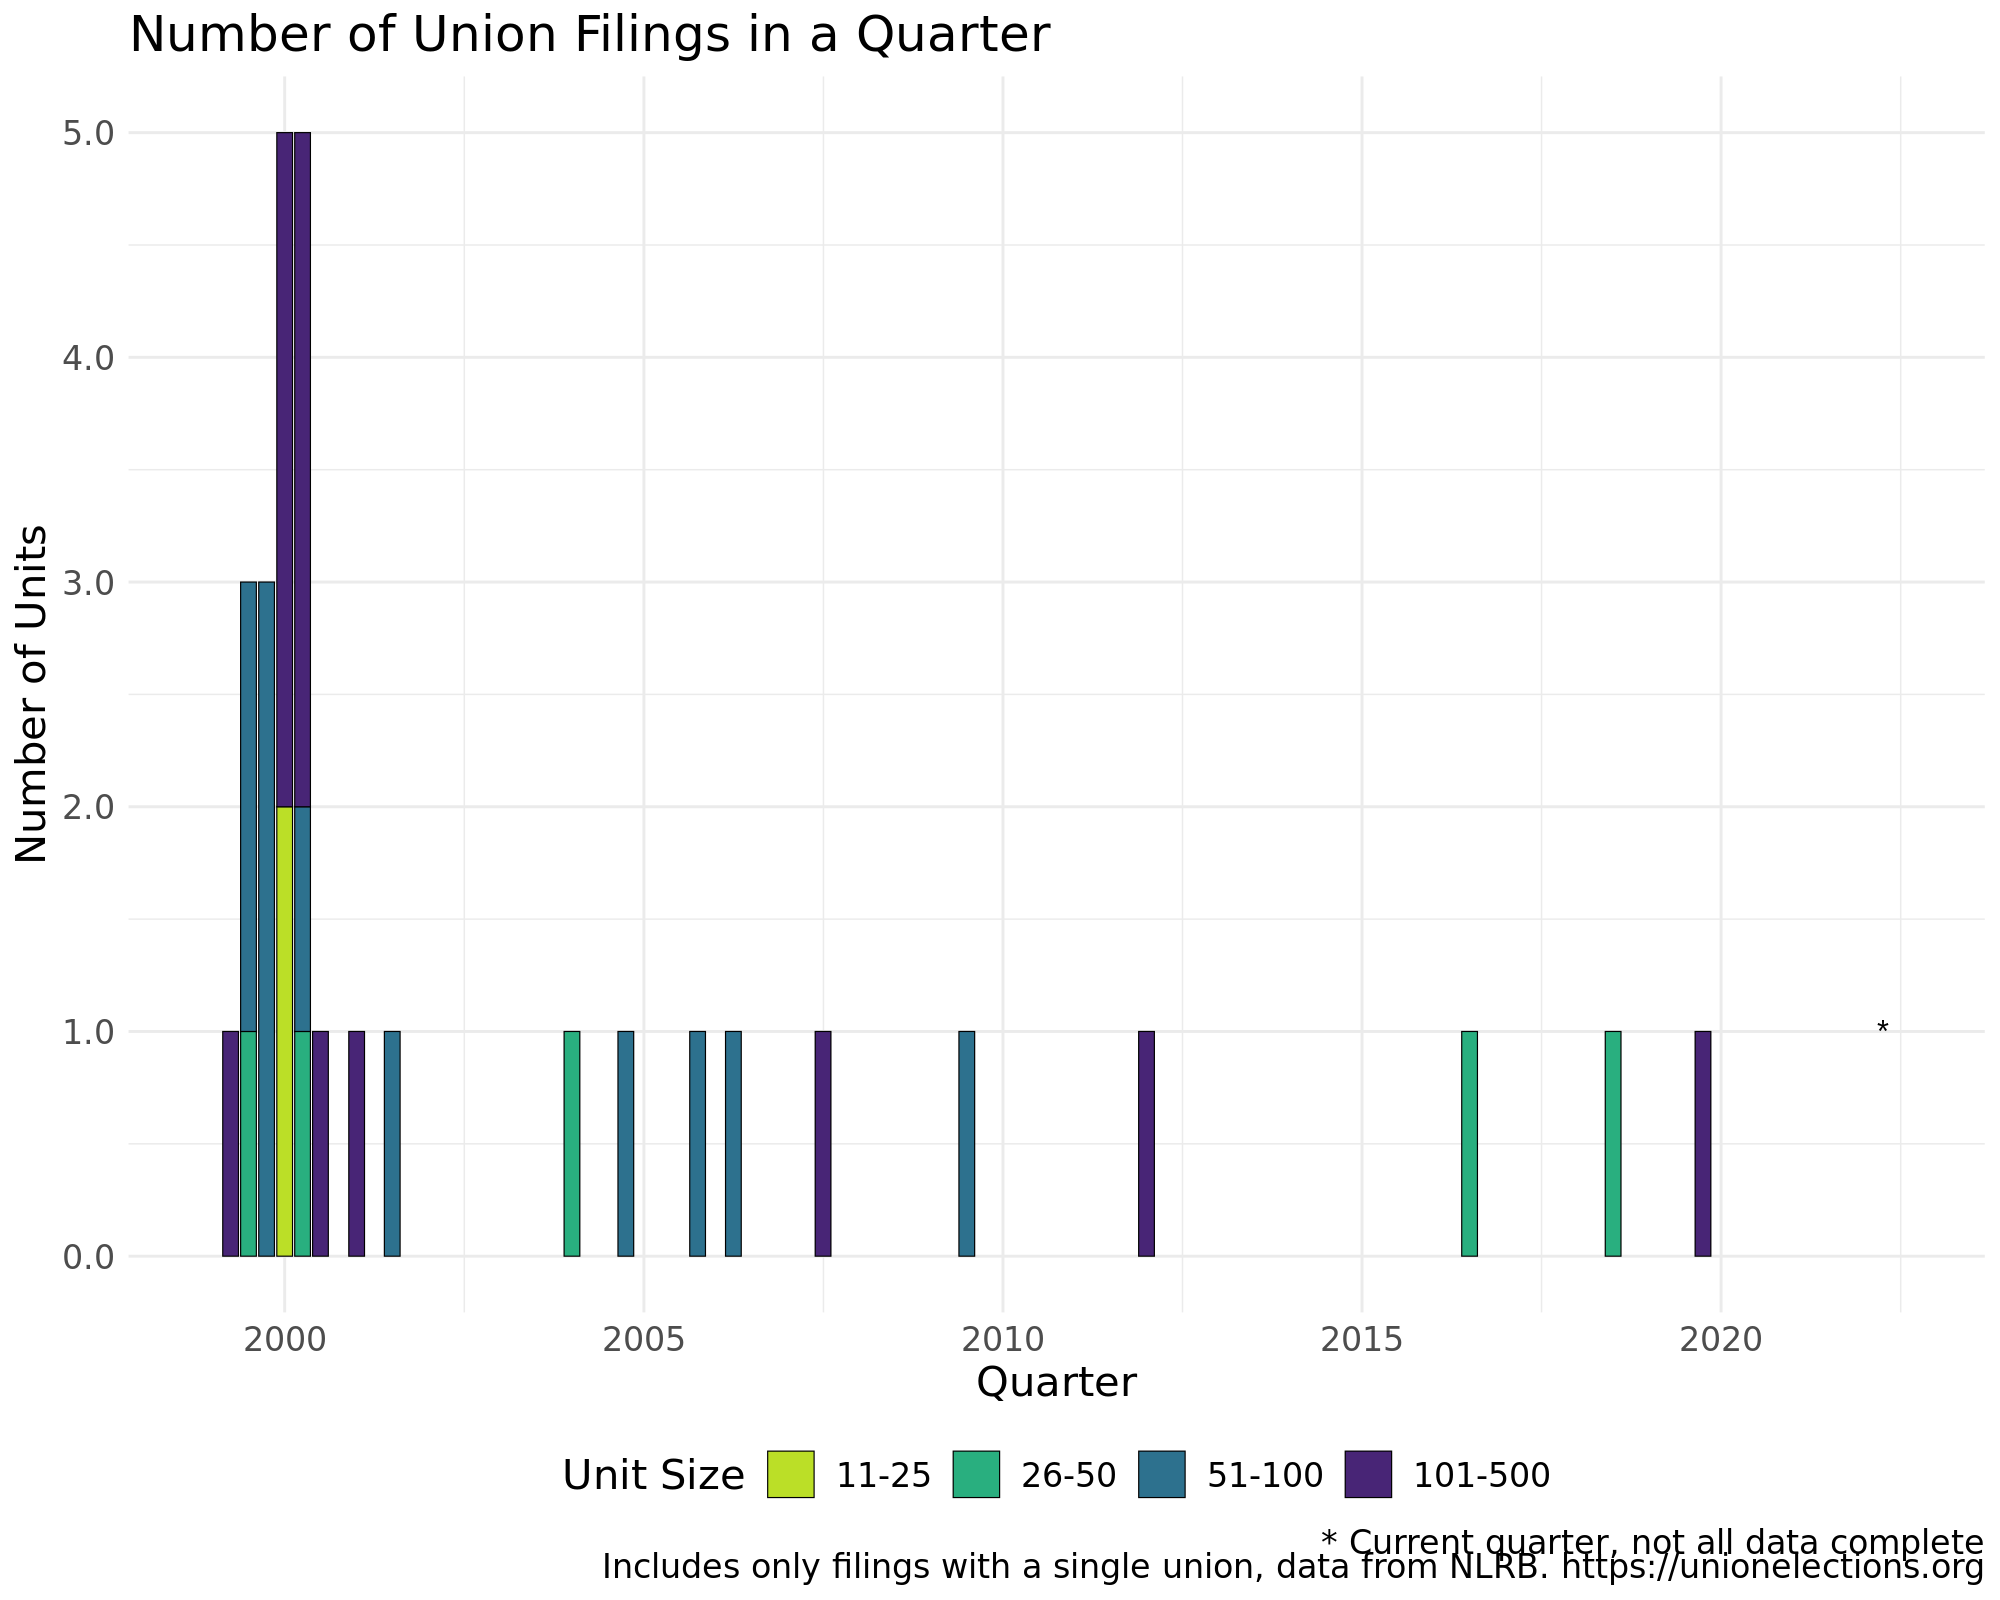 Number of Union Filings in a Quarter
Number of Units
5.0
4.0
3.0
2.0
1.0
0.0
*
2000 2005 2010 2015 2020
Quarter
Unit Size 11-25 26-50 51-100 101-500
* Current quarter, not all data complete
Includes only filings with a single union, data from NLRB. https://unionelections.org